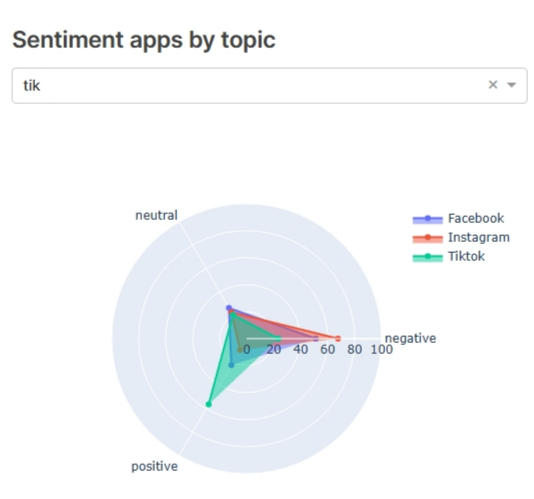 Sentiment apps by topic
tik
neutral
Facebook
Instagram
Tiktok
0 20 40 60 80 100
negative
positive